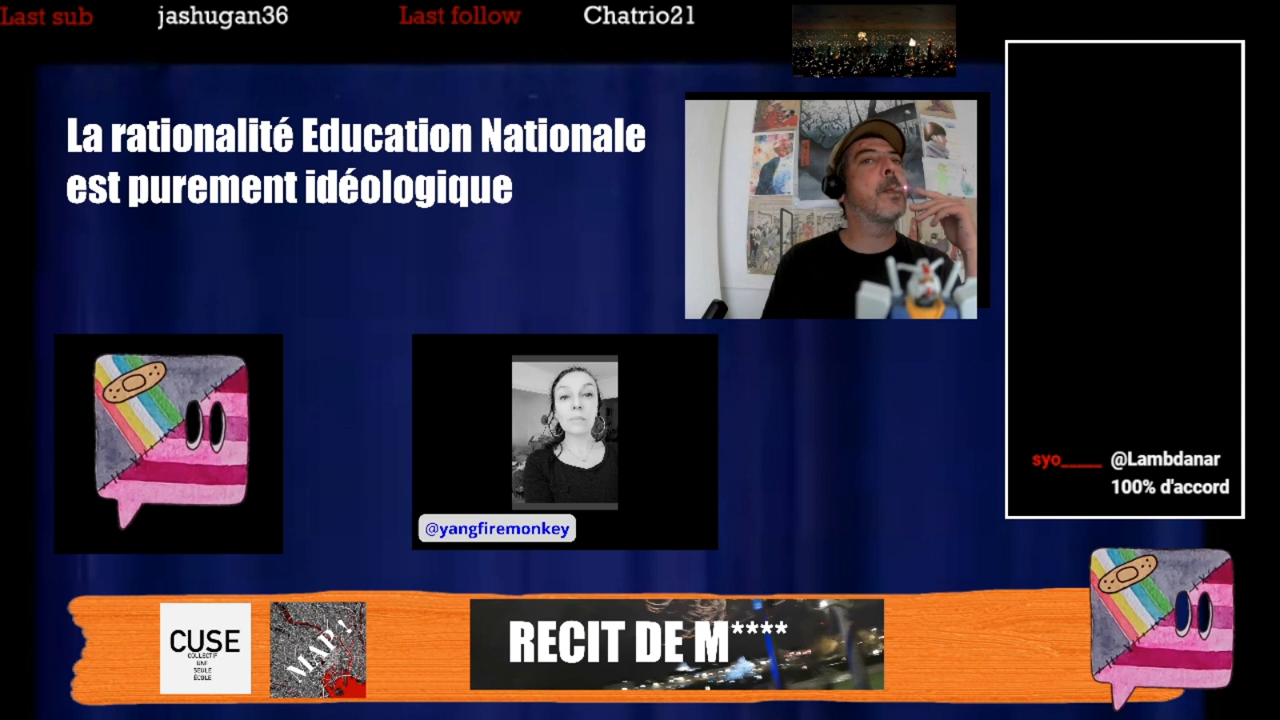 Last sub jashugan36 Last follow Chatrio21
La rationalité Education Nationale
est purement idéologique
syo_____ @Lambdanar
100% d'accord
@yangfiremonkey
CUSE
COLLECTIF
UNE
SEULE
ÉCOLE
MAP !
RECIT DE M****